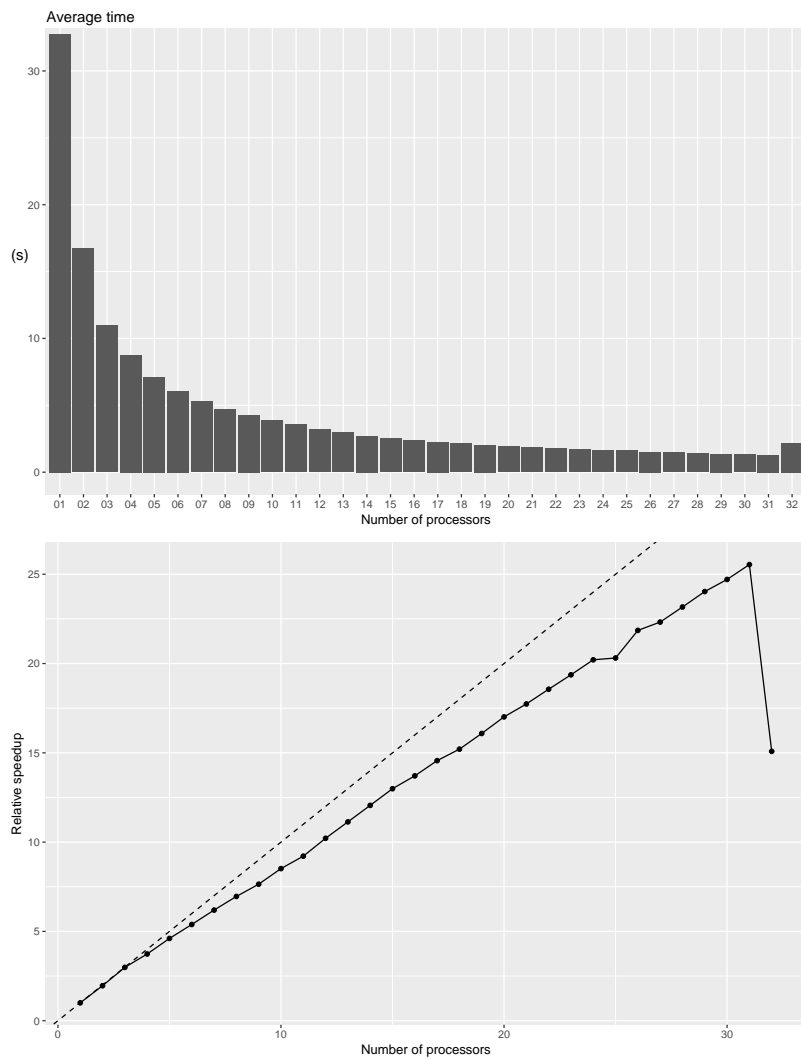 Average time
30
20
(s)
10
0
01 02 03 04 05 06 07 08 09 10 11 12 13 14 15 16 17 18 19 20 21 22 23 24 25 26 27 28 29 30 31 32
Number of processors
25
20
15
Relative speedup
10
5
0
0 10 20 30
Number of processors